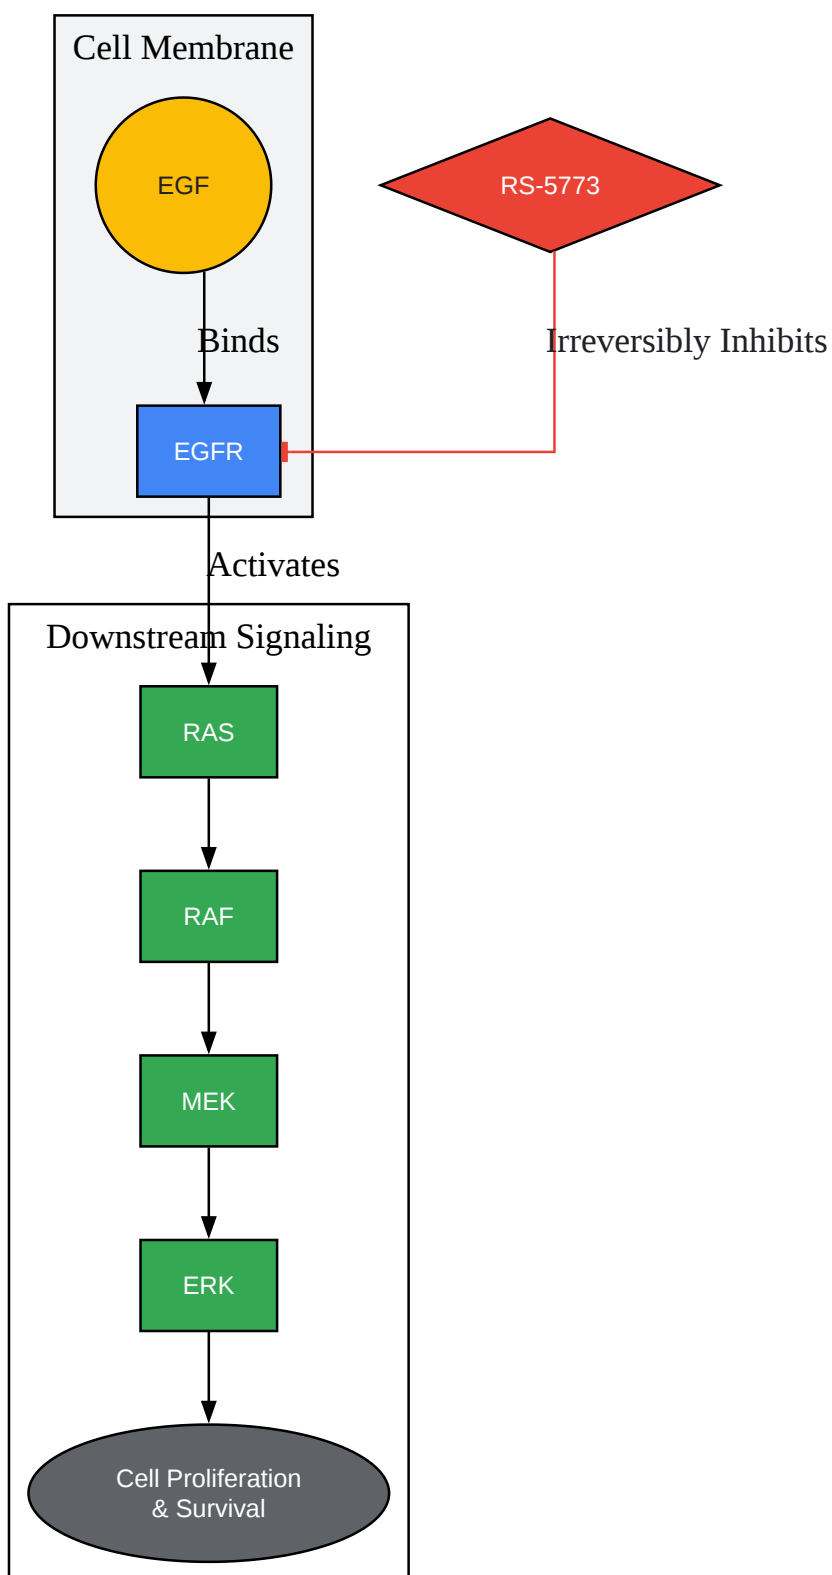 Cell Membrane
EGF
RS-5773
Binds
Irreversibly Inhibits
EGFR
Activates
Downstream Signaling
RAS
RAF
MEK
ERK
Cell Proliferation
& Survival